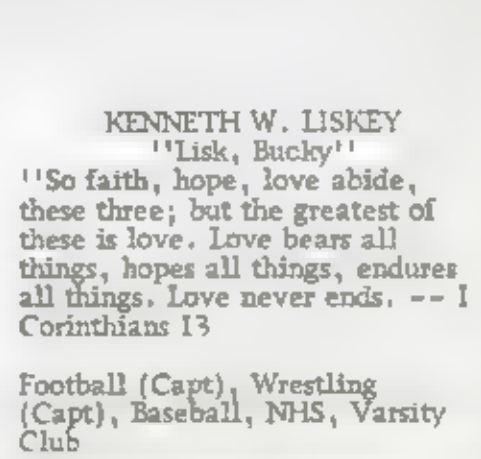 KENNETH W. LISKEY
''Lisk, Bucky''
''So faith, hope, love abide,
these three; but the greatest of
these is love. Love bears all
things, hopes all things, endures
all things. Love never ends. -- I
Corinthians 13

Football (Capt), Wrestling
(Capt), Baseball, NHS, Varsity
Club